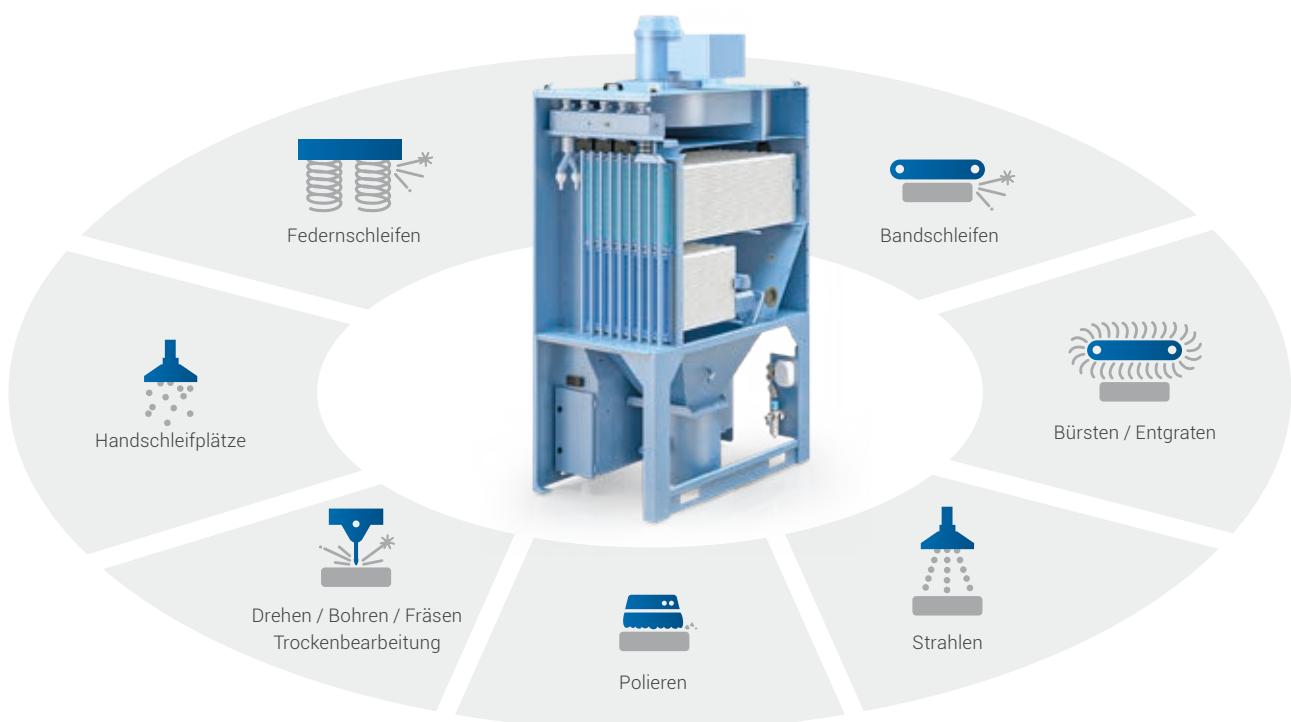 Federnschleifen
Bandschleifen
Handschleifplätze
Bürsten / Entgraten
Drehen / Bohren / Fräsen
Trockenbearbeitung
Strahlen
Polieren